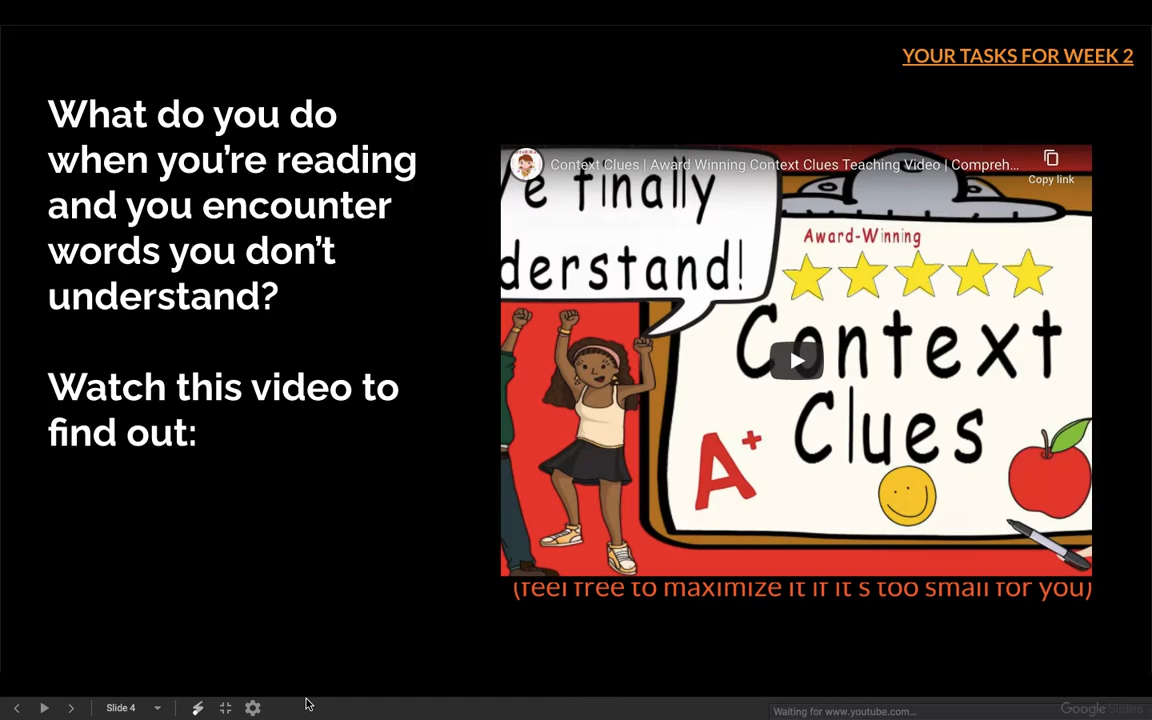 YOUR TASKS FOR WEEK 2
What do you do
when you're reading
and you encounter
words you don't
understand?
Watch this video to
find out:
Context Clues | Award Winning Context Clues Teaching Video | Compreh...
Copy link
've finally
derstand!
Award-Winning
Context
Clues
A+
(feel free to maximize it if it's too small for you)
Slide 4
Waiting for www.youtube.com...
Google Slides